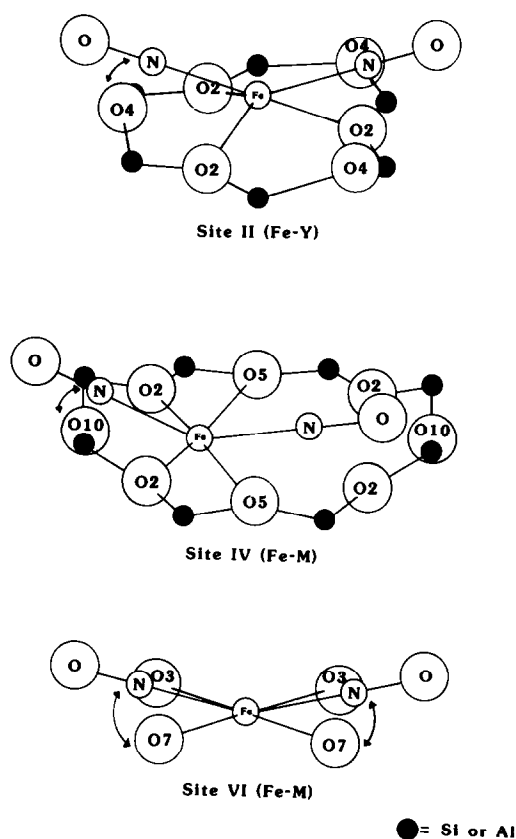 O N O4 N O
O2 Fe
O4 O2
O2 O4
Site II (Fe-Y)
O N O2 O5 O2
O10 Fe N O O10
O2 O5 O2
Site IV (Fe-M)
O O3 N O3 N O
Fe
O7 O7
Site VI (Fe-M)
= Si or Al